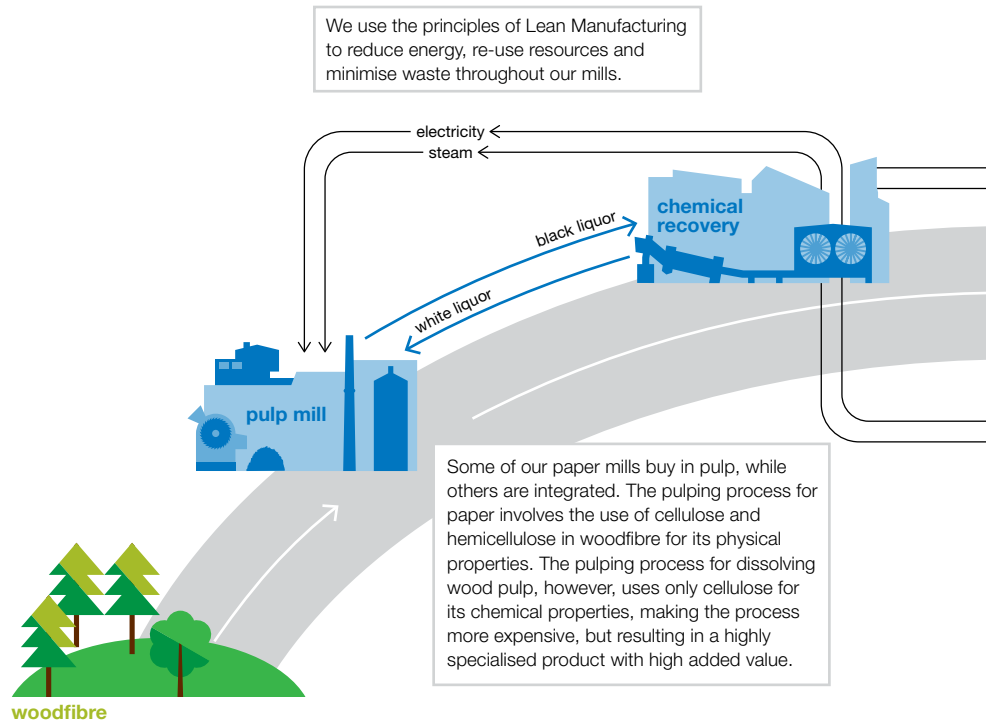 We use the principles of Lean Manufacturing
to reduce energy, re-use resources and
minimise waste throughout our mills.
electricity
steam
chemical
recovery
black liquor
white liquor
pulp mill
Some of our paper mills buy in pulp, while
others are integrated. The pulping process for
paper involves the use of cellulose and
hemicellulose in woodfibre for its physical
properties. The pulping process for dissolving
wood pulp, however, uses only cellulose for
its chemical properties, making the process
more expensive, but resulting in a highly
specialised product with high added value.
woodfibre